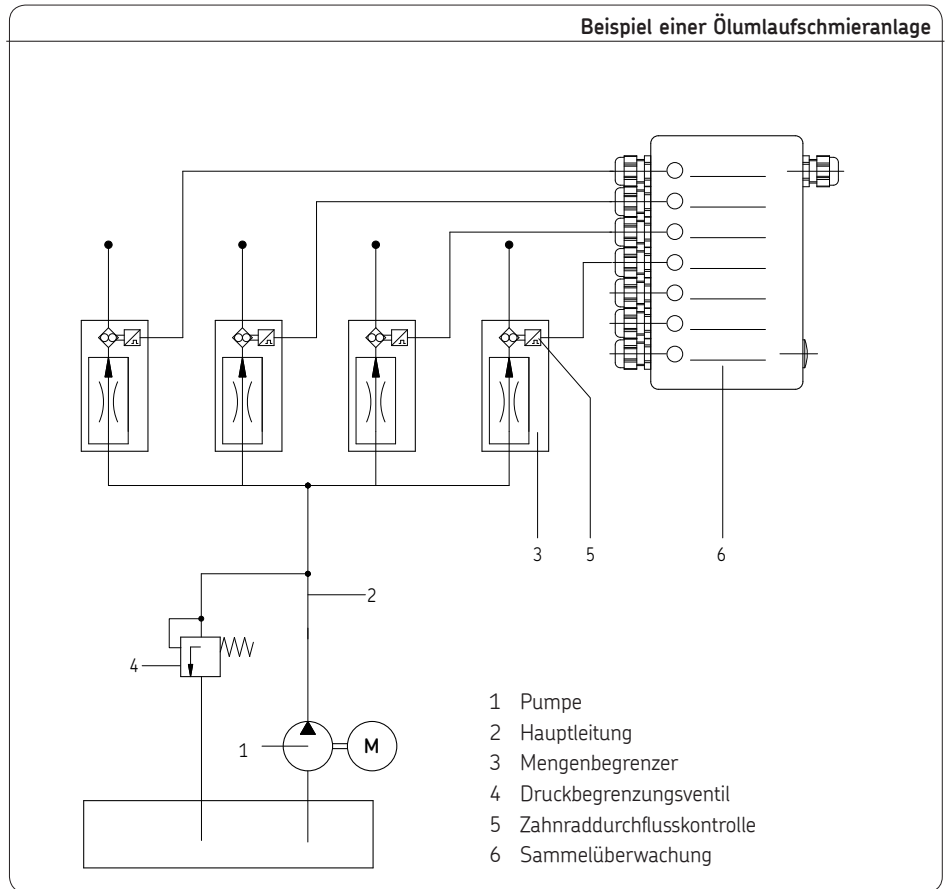 Beispiel einer Ölumlaufschmieranlage
3
5
6
2
4
1
M
1 Pumpe
2 Hauptleitung
3 Mengenbegrenzer
4 Druckbegrenzungsventil
5 Zahnraddurchflusskontrolle
6 Sammelüberwachung